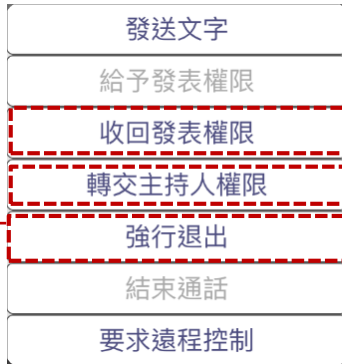 發送文字
給予發表權限
收回發表權限
轉交主持人權限
強行退出
結束通話
要求遠程控制